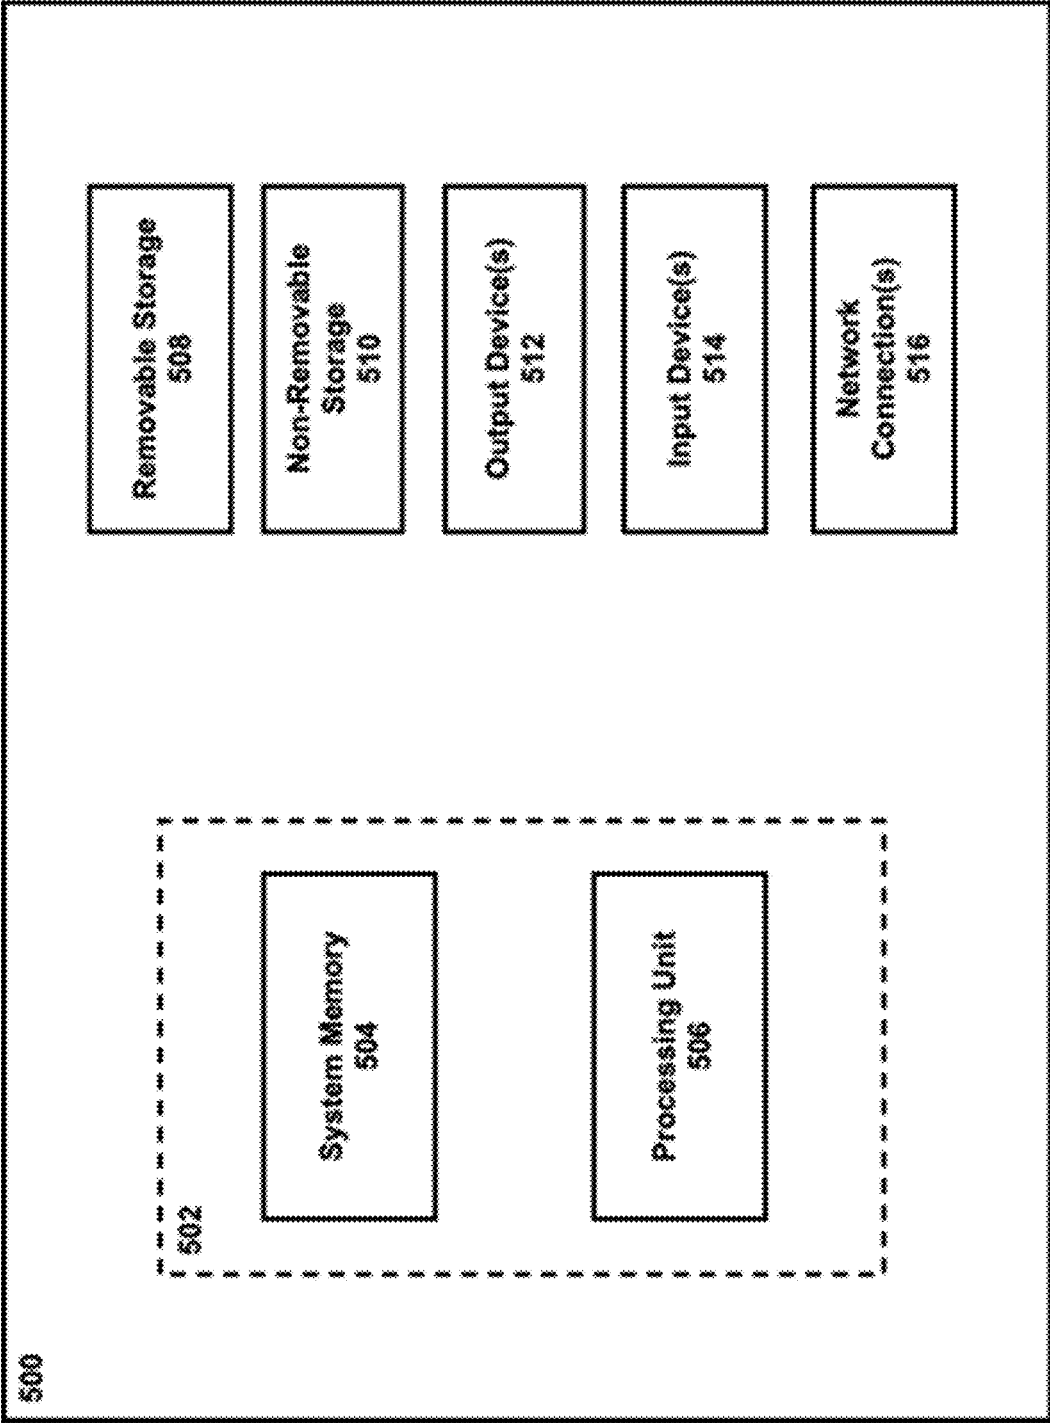 500
502
System Memory
504
Processing Unit
506
Removable Storage
508
Non-Removable
Storage
510
Output Device(s)
512
Input Device(s)
514
Network
Connection(s)
516